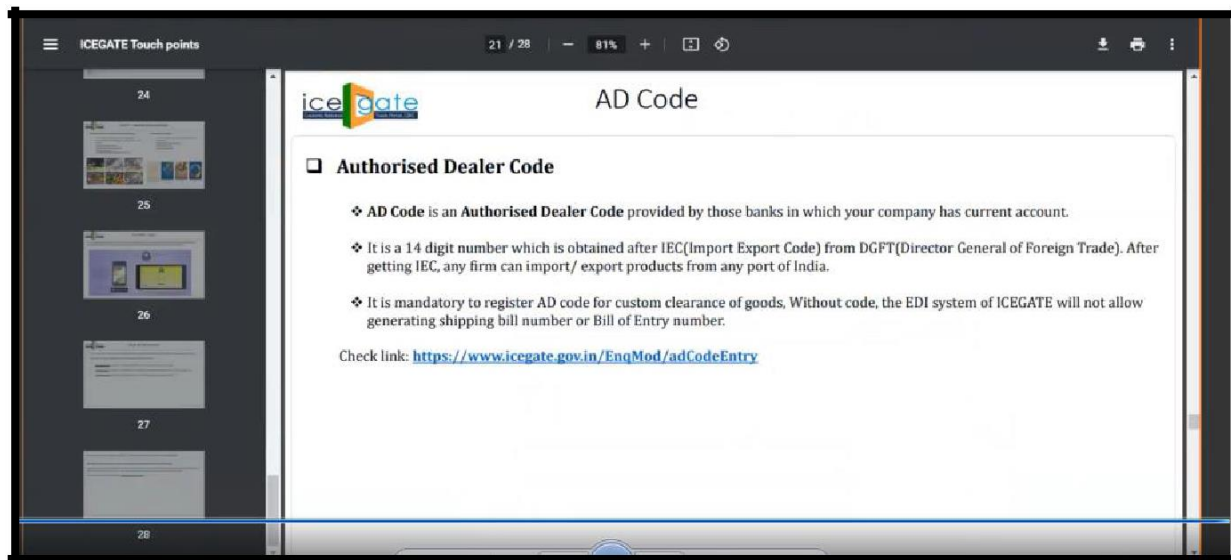 ICEGATE Touch points
21 / 28
81%
24
25
26
27
28
ice gate
AD Code
Authorised Dealer Code
AD Code is an Authorised Dealer Code provided by those banks in which your company has current account.
It is a 14 digit number which is obtained after IEC(Import Export Code) from DGFT(Director General of Foreign Trade). After
getting IEC, any firm can import/ export products from any port of India.
It is mandatory to register AD code for custom clearance of goods, Without code, the EDI system of ICEGATE will not allow
generating shipping bill number or Bill of Entry number.
Check link: https://www.icegate.gov.in/EnqMod/adCodeEntry